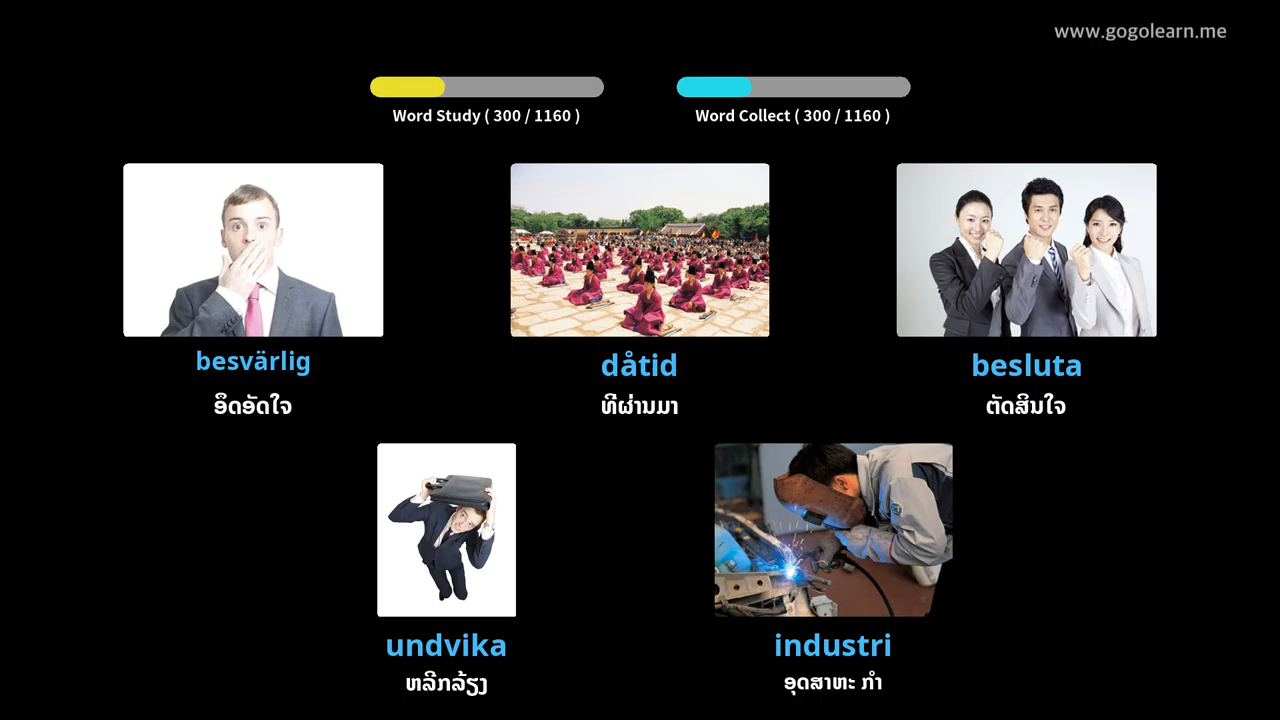 www.gogolearn.me
Word Study ( 300 / 1160 )
Word Collect ( 300 / 1160 )
besvärlig
dåtid
besluta
ອຶດອັດໃຈ
ທີຜ່ານມາ
ຕັດສິນໃຈ
undvika
industri
ຫລີກລ້ຽງ
ອຸດສາຫະ ກຳ